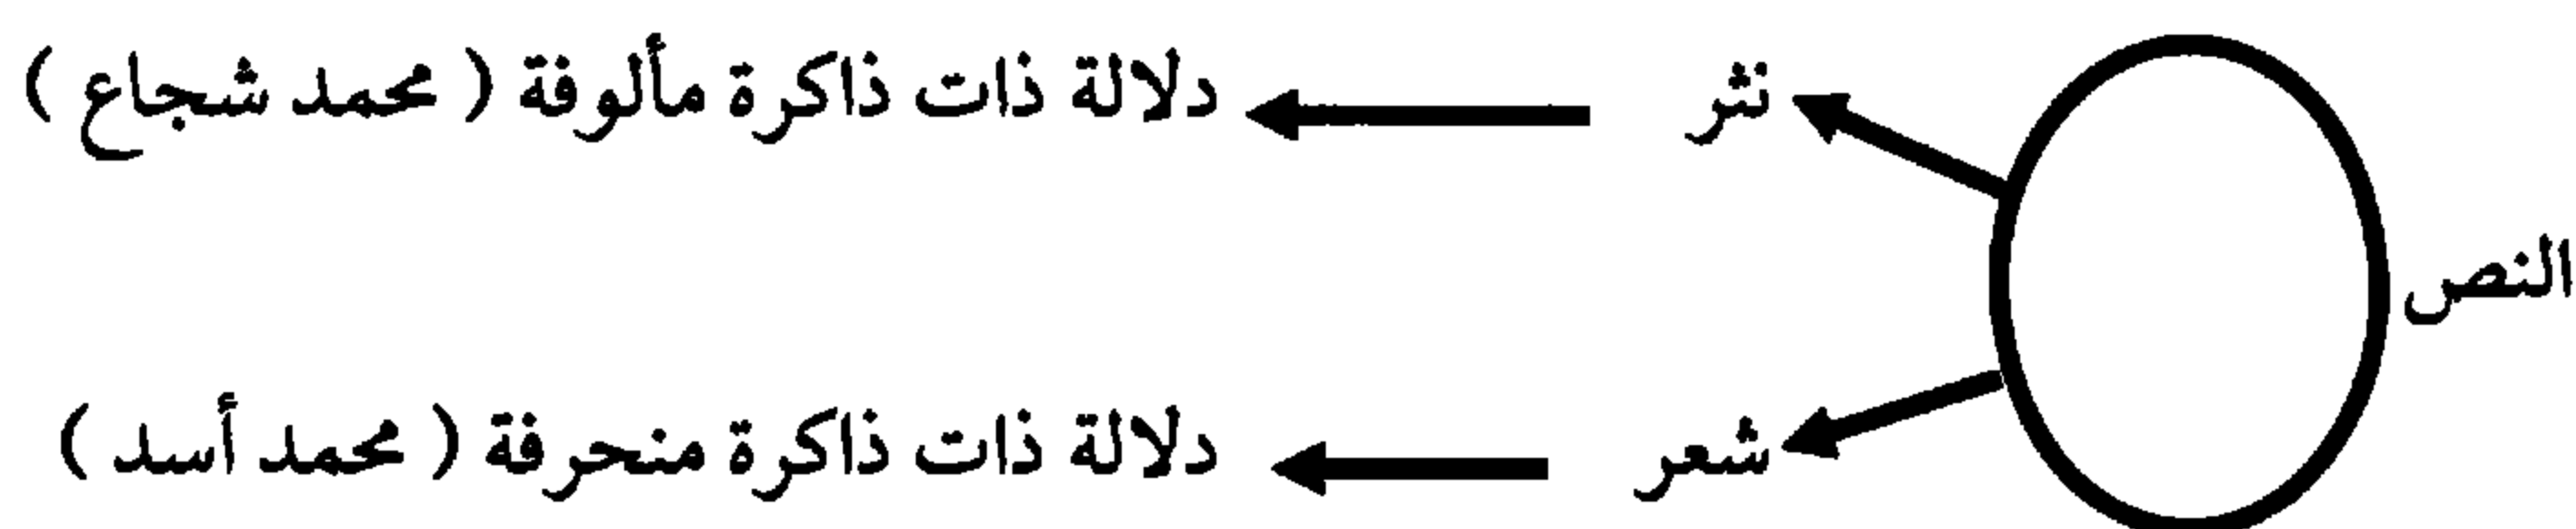 نثر دلالة ذات ذاكرة مألوفة ( محمد شجاع )
النص
شعر دلالة ذات ذاكرة منحرفة ( محمد أسد )